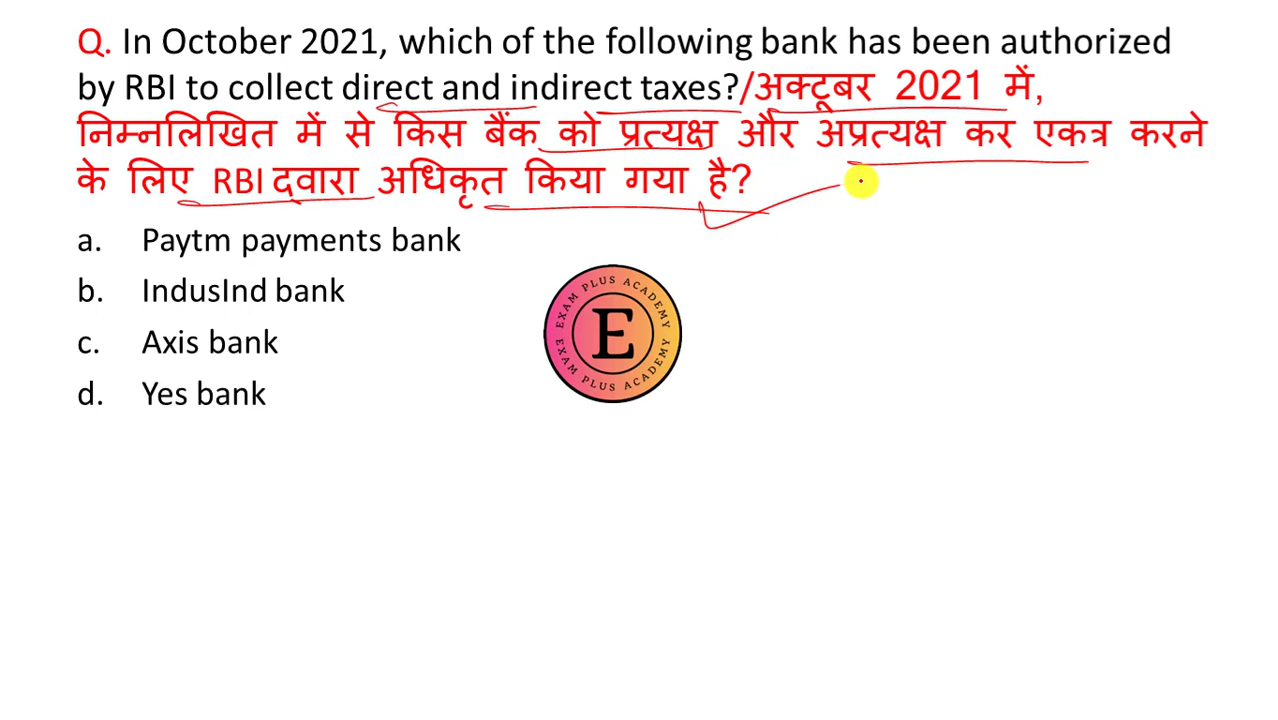 Q. In October 2021, which of the following bank has been authorized
by RBI to collect direct and indirect taxes?/अक्टूबर 2021 में,
निम्नलिखित में से किस बैंक को प्रत्यक्ष और अप्रत्यक्ष कर एकत्र करने
के लिए RBI दवारा अधिकृत किया गया है?
a. Paytm payments bank
b. IndusInd bank
c. Axis bank
d. Yes bank
EXAM PLUS ACADEMY
E
EXAM PLUS ACADEMY